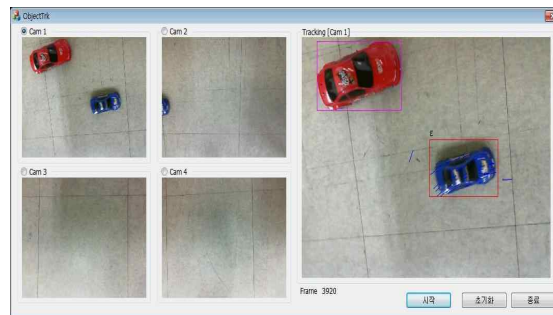 ObjectTrk
Cam 1
Cam 2
Tracking [Cam 1]
E
Cam 3
Cam 4
Frame 3920
시작
초기화
종료